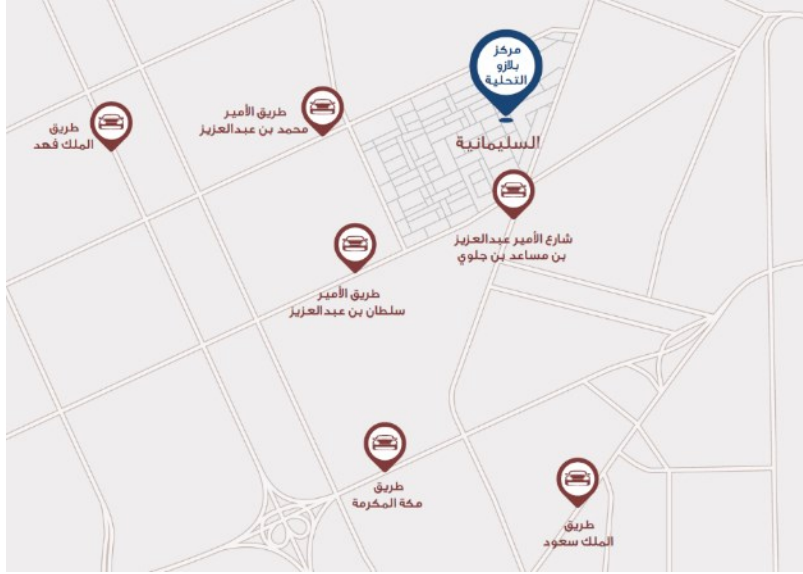 مركز
بلازو
التحلية
السليمانية
طريق الأمير
محمد بن عبدالعزيز
طريق
الملك فهد
شارع الأمير عبدالعزيز
بن مساعد بن جلوي
طريق الأمير
سلطان بن عبدالعزيز
طريق
مكة المكرمة
طريق
الملك سعود